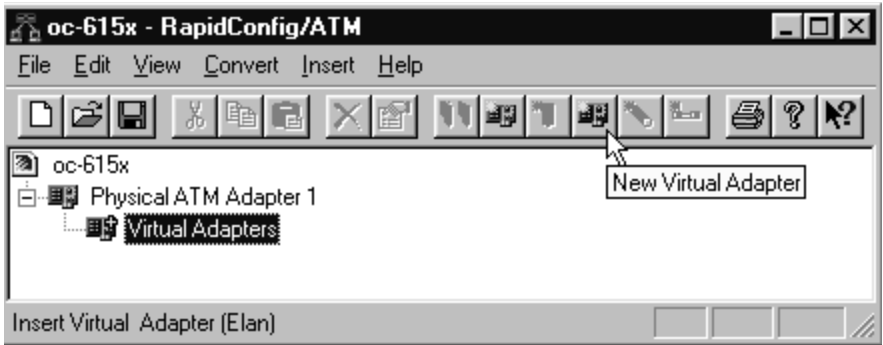 oc-615x - RapidConfig/ATM
File Edit View Convert Insert Help
oc-615x
Physical ATM Adapter 1
Virtual Adapters
New Virtual Adapter
Insert Virtual  Adapter (Elan)